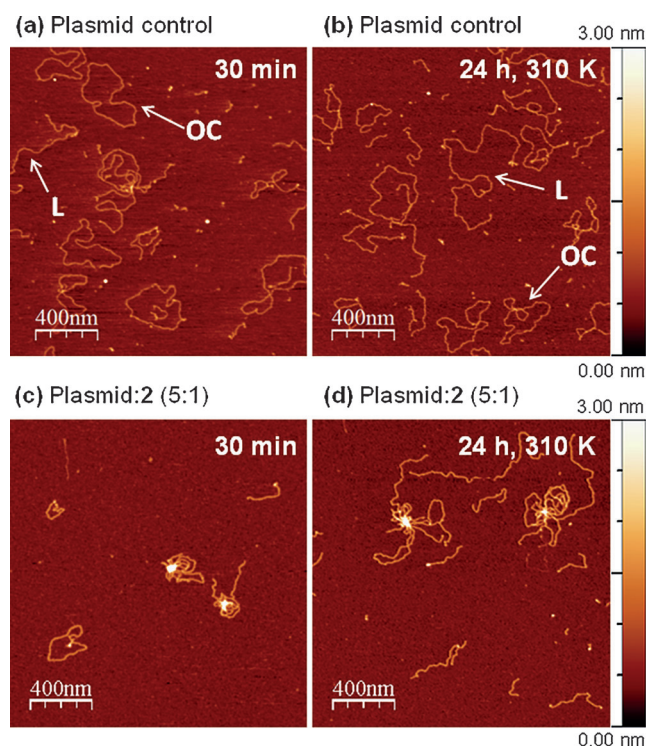 (a) Plasmid control
(b) Plasmid control
3.00 nm
30 min
24 h, 310 K
OC
L
L
OC
400nm
400nm
0.00 nm
(c) Plasmid:2 (5:1)
(d) Plasmid:2 (5:1)
3.00 nm
30 min
24 h, 310 K
400nm
400nm
0.00 nm